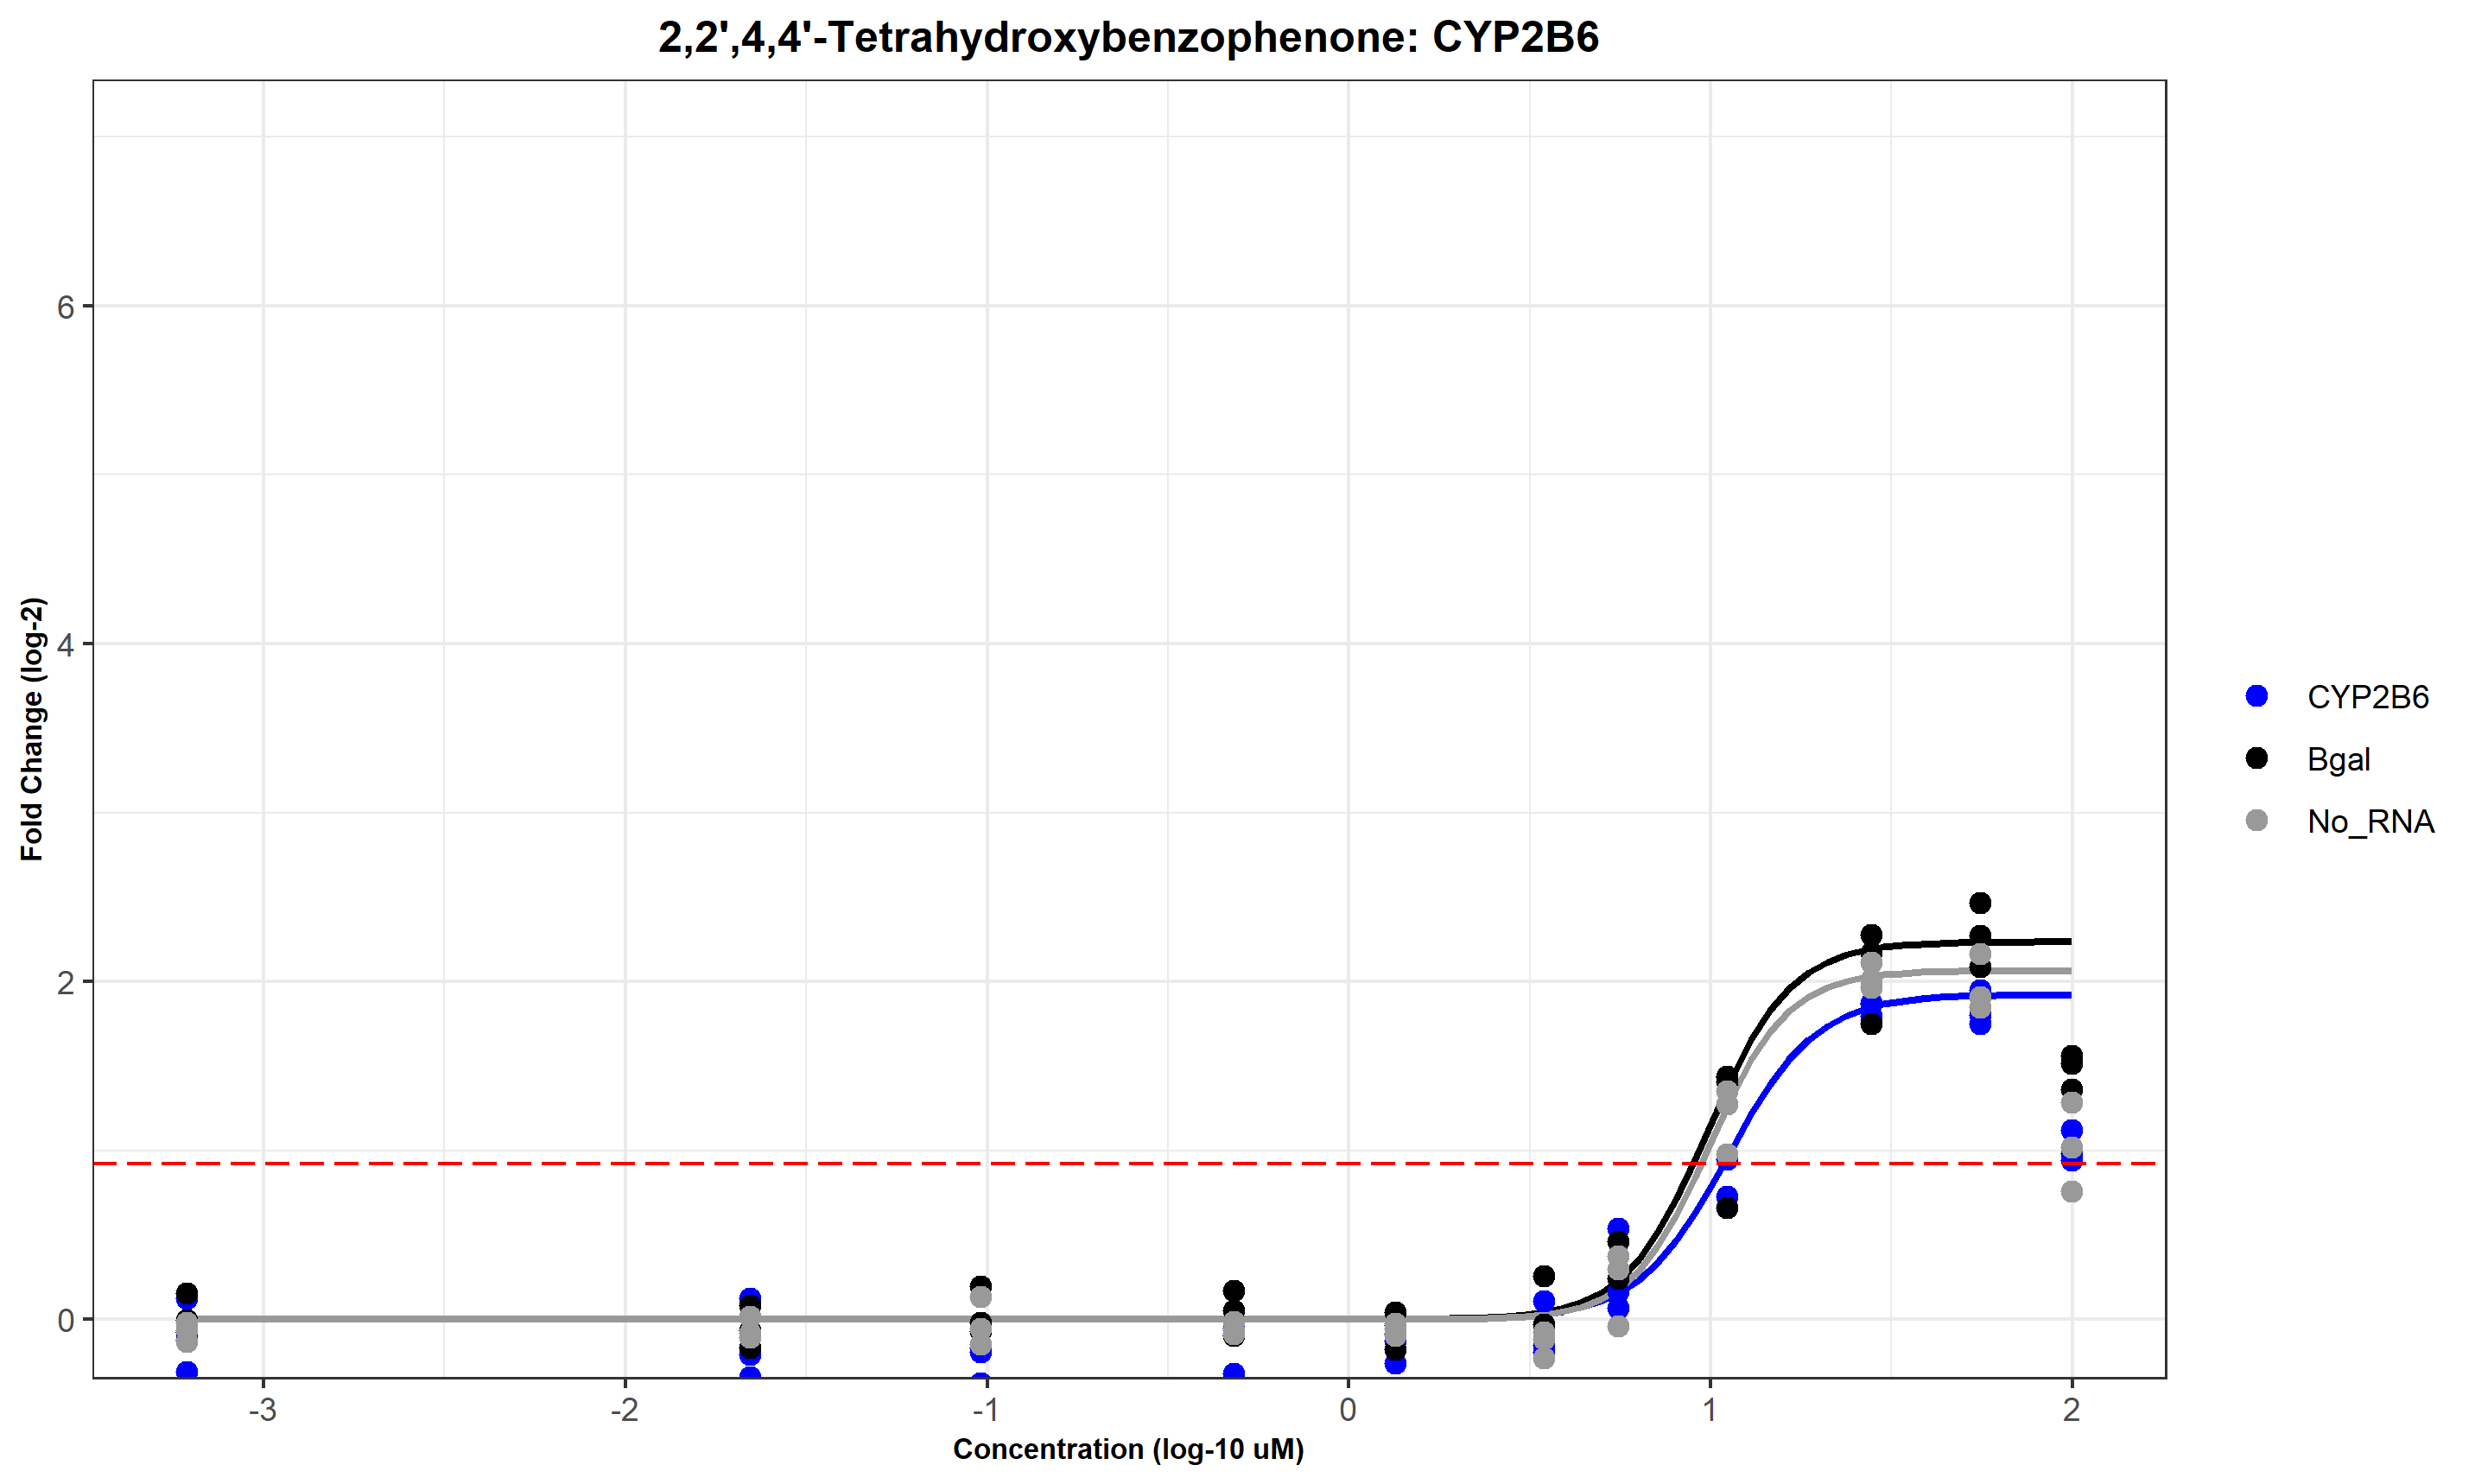 2,2',4,4'-Tetrahydroxybenzophenone: CYP2B6
Fold Change (log-2)
6
4
2
0
-3
-2
-1
0
1
2
Concentration (log-10 uM)
CYP2B6
Bgal
No_RNA